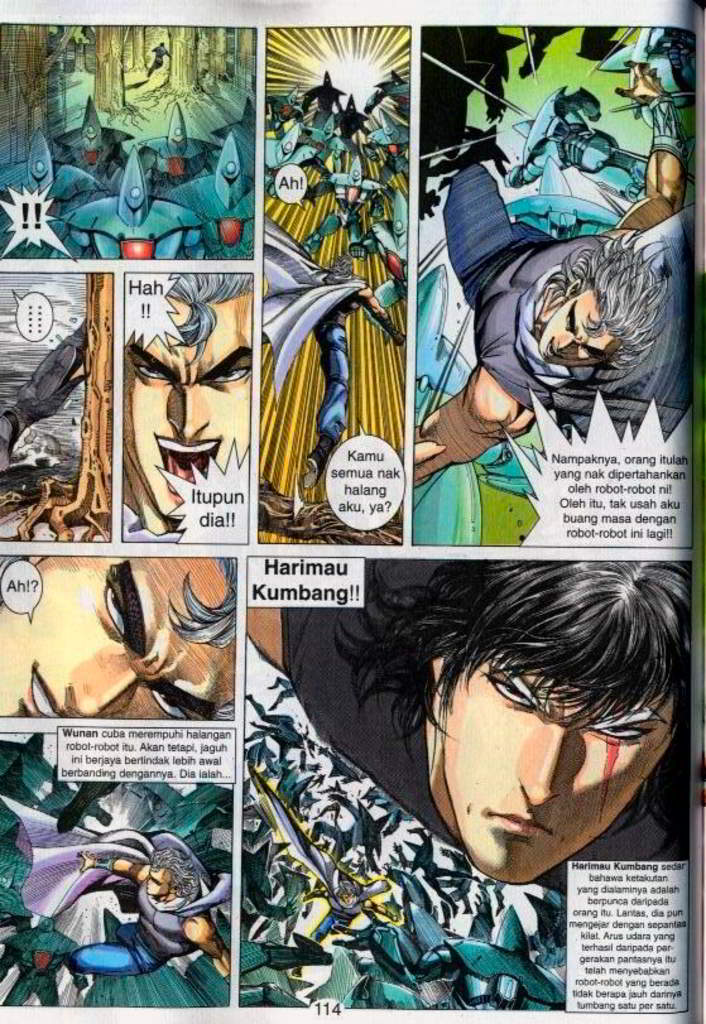 !!
Ah!
Kamu
semua nak
halang
aku, ya?
Nampaknya, orang itulah
yang nak dipertahankan
oleh robot-robot ni!
Oleh itu, tak usah aku
buang masa dengan
robot-robot ini lagi!!
Hah
!!
Itupun
dia!!
Ah!?
Wunan cuba merempuhi halangan
robot-robot itu. Akan tetapi, jaguh
ini berjaya bertindak lebih awal
berbanding dengannya. Dia ialah...
Harimau
Kumbang!!
Harimau Kumbang sedar
bahawa ketakutan
yang dialaminya adalah
berpunca daripada
orang itu. Lantas, dia pun
mengejar dengan sepantas
kilat. Arus udara yang
terhasil daripada per-
gerakan pantasnya itu
telah menyebabkan
robot-robot yang berada
tidak berapa jauh darinya
tumbang satu per satu.
114